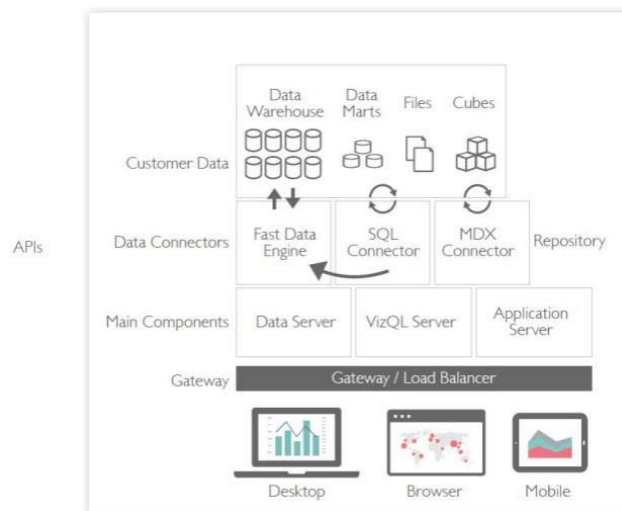 Data Warehouse
Data Marts
Files
Cubes
Customer Data
APIs
Data Connectors
Fast Data Engine
SQL Connector
MDX Connector
Repository
Main Components
Data Server
VizQL Server
Application Server
Gateway
Gateway / Load Balancer
Desktop
Browser
Mobile